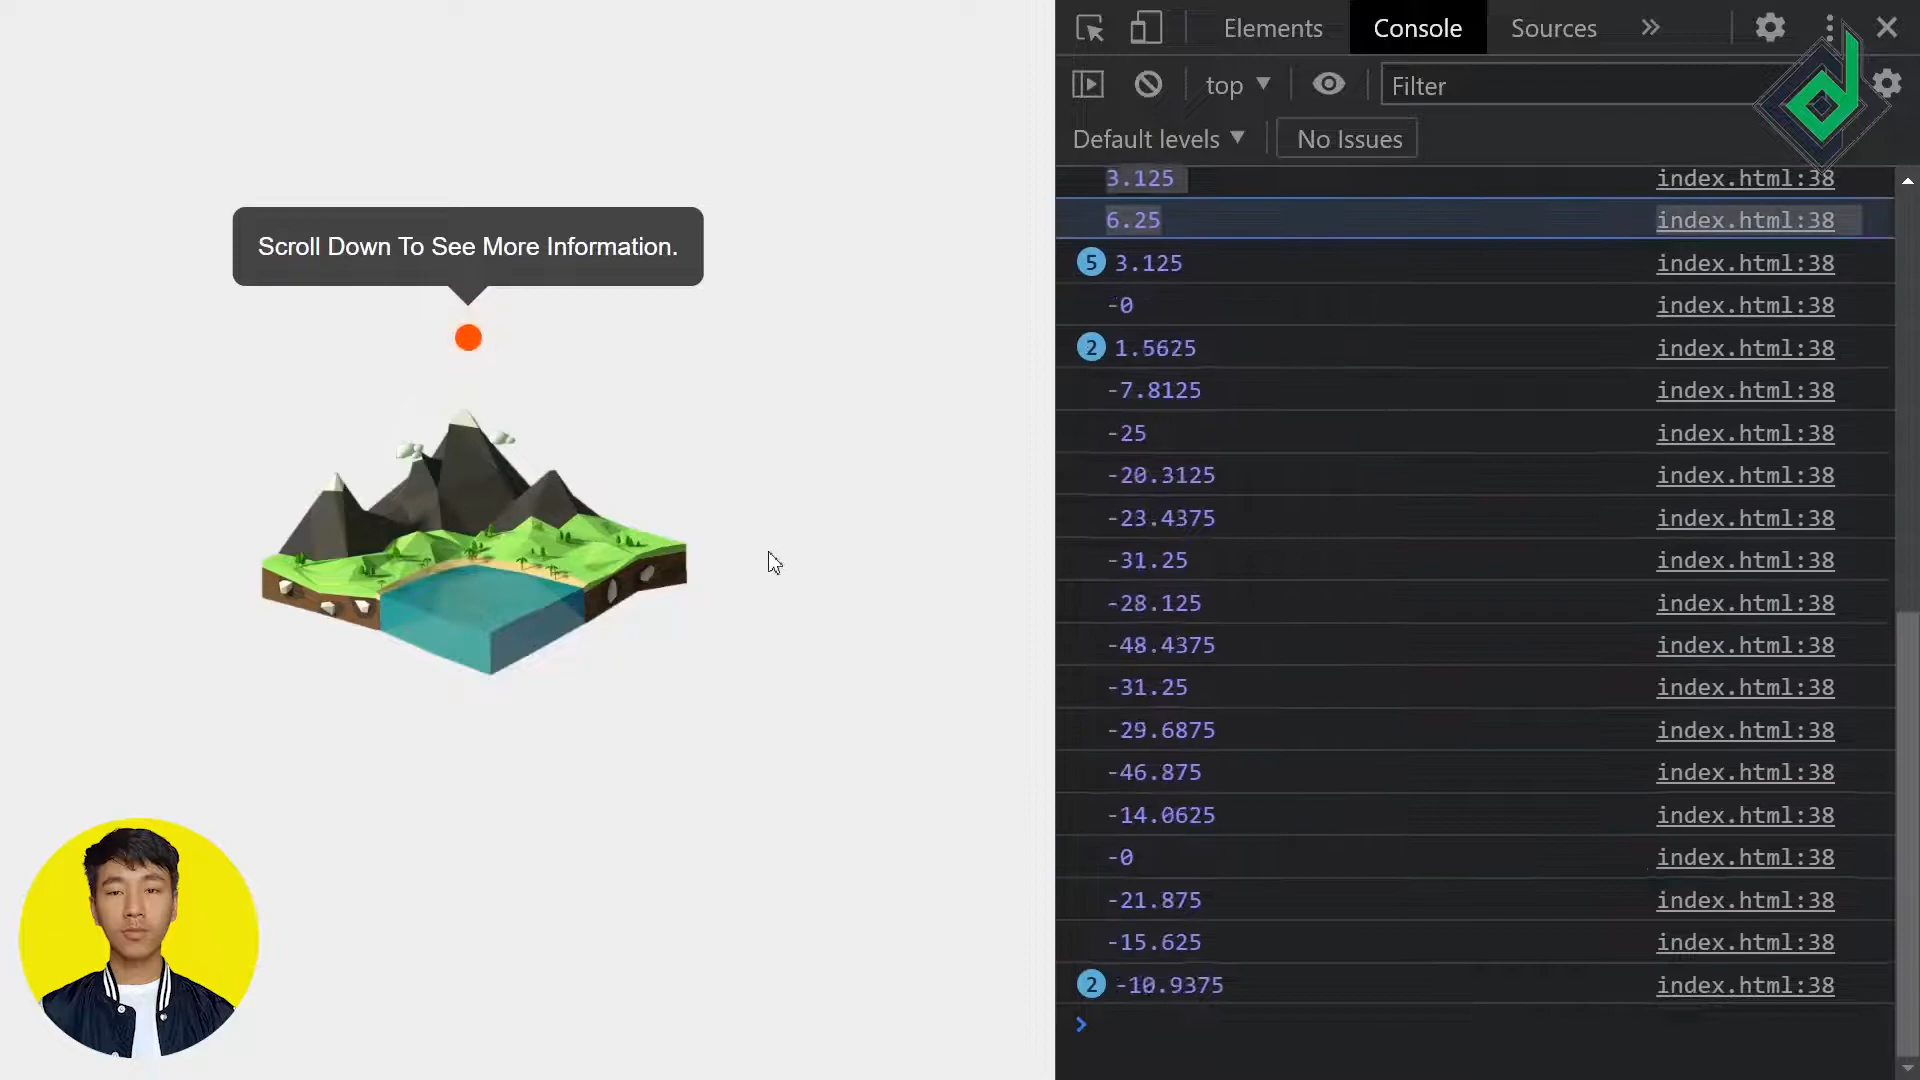 Elements Console Sources
top Filter
Default levels No Issues
Scroll Down To See More Information.
3.125 index.html:38
6.25 index.html:38
5 3.125 index.html:38
-0 index.html:38
2 1.5625 index.html:38
-7.8125 index.html:38
-25 index.html:38
-20.3125 index.html:38
-23.4375 index.html:38
-31.25 index.html:38
-28.125 index.html:38
-48.4375 index.html:38
-31.25 index.html:38
-29.6875 index.html:38
-46.875 index.html:38
-14.0625 index.html:38
-0 index.html:38
-21.875 index.html:38
-15.625 index.html:38
2 -10.9375 index.html:38